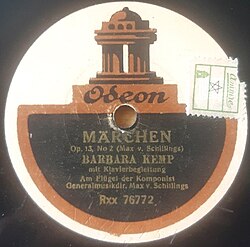 Odeon
MÄRCHEN
Op. 13, No 2 (Max v. Schillings)
BARBARA KEMP
mit Klavierbegleitung
Am Flügel der Komponist
Generalmusikdir. Max v. Schillings
Rxx 76772